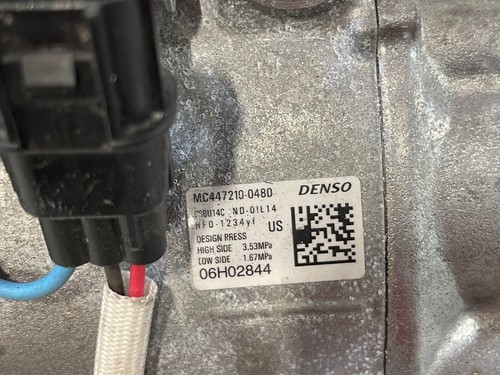 MC447210-0480 DENSO
ND-OIL14
HFO-1234yf US
DESIGN PRESS
HIGH SIDE 3.53MPa
LOW SIDE 1.67MPa
06H02844